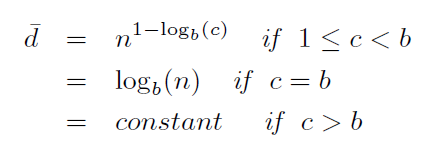 d̄ = n^{1−log_b(c)} if 1 ≤ c < b
= log_b(n) if c = b
= constant if c > b